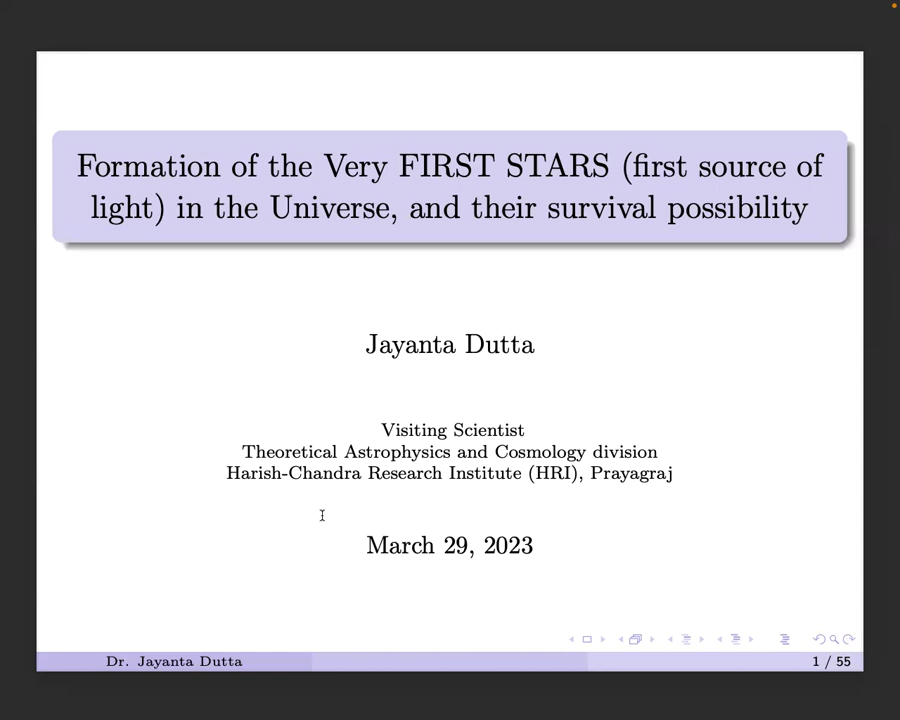 Formation of the Very FIRST STARS (first source of
light) in the Universe, and their survival possibility
Jayanta Dutta
Visiting Scientist
Theoretical Astrophysics and Cosmology division
Harish-Chandra Research Institute (HRI), Prayagraj
March 29, 2023
Dr. Jayanta Dutta
1 / 55